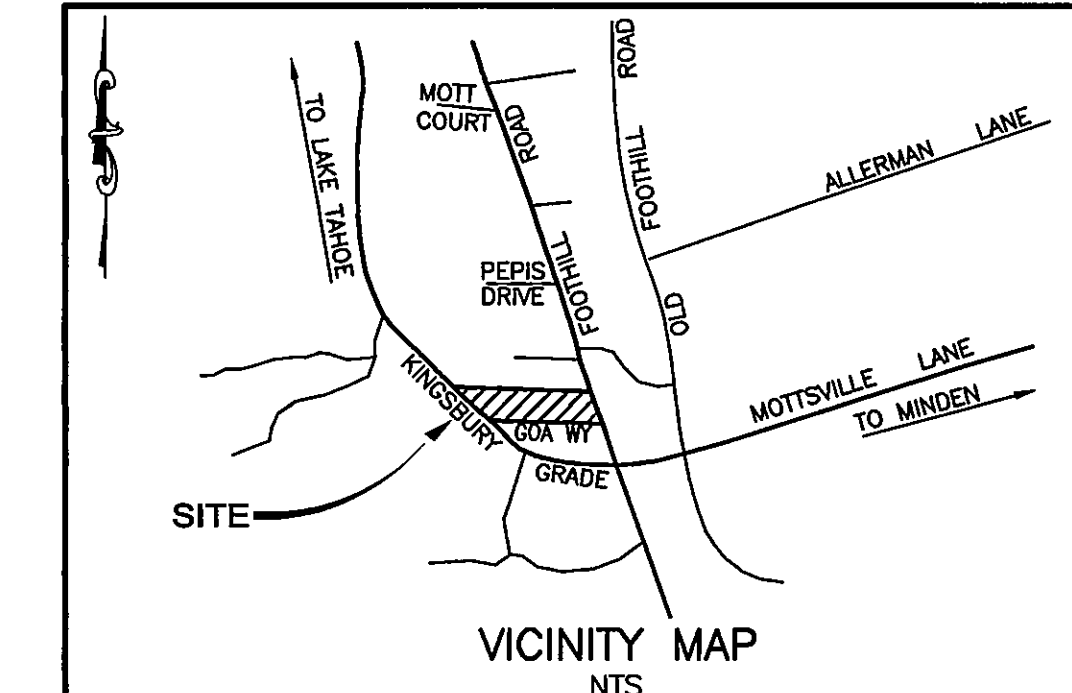 ROAD
MOTT
COURT
TO LAKE TAHOE
ROAD
FOOTHILL
ALLERMAN LANE
PEPIS
DRIVE
FOOTHILL
OLD
KINGSBURY
MOTTSVILLE LANE
TO MINDEN
GOA WY
GRADE
SITE
VICINITY MAP
NTS